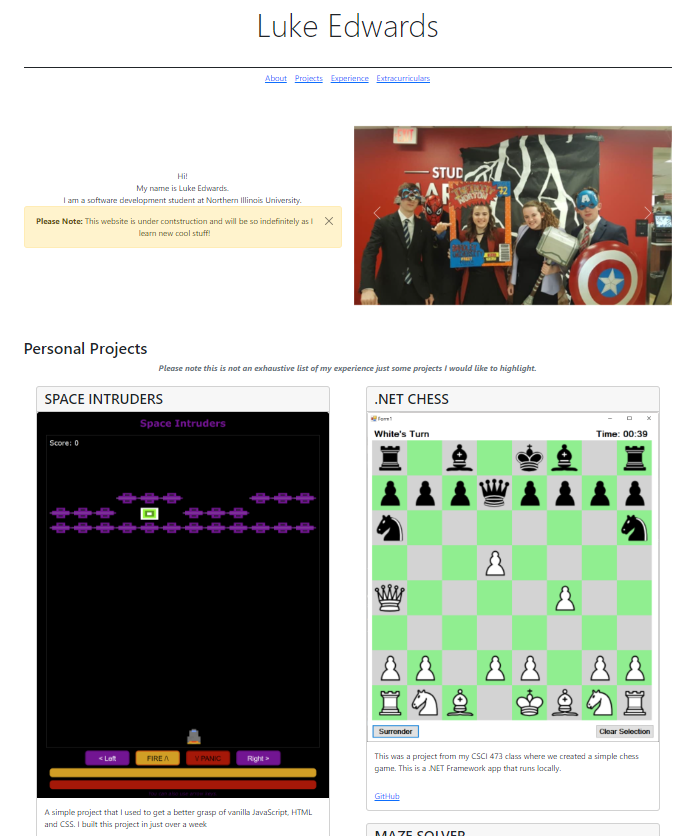 Luke Edwards
About Projects Experience Extracurriculars
Hi!
My name is Luke Edwards.
I am a software development student at Northern Illinois University.
Please Note: This website is under contstruction and will be so indefinitely as I
learn new cool stuff!
EXIT
Personal Projects
Please note this is not an exhaustive list of my experience just some projects I would like to highlight.
SPACE INTRUDERS
Space Intruders
Score: 0
< Left FIRE /\ Y PANIC Right >
A simple project that I used to get a better grasp of vanilla JavaScript, HTML
and CSS. I built this project in just over a week
.NET CHESS
Form1
White's Turn Time: 00:39
Surrender Clear Selection
This was a project from my CSCI 473 class where we created a simple chess
game. This is a .NET Framework app that runs locally.
GitHub
MAZE SOLVER